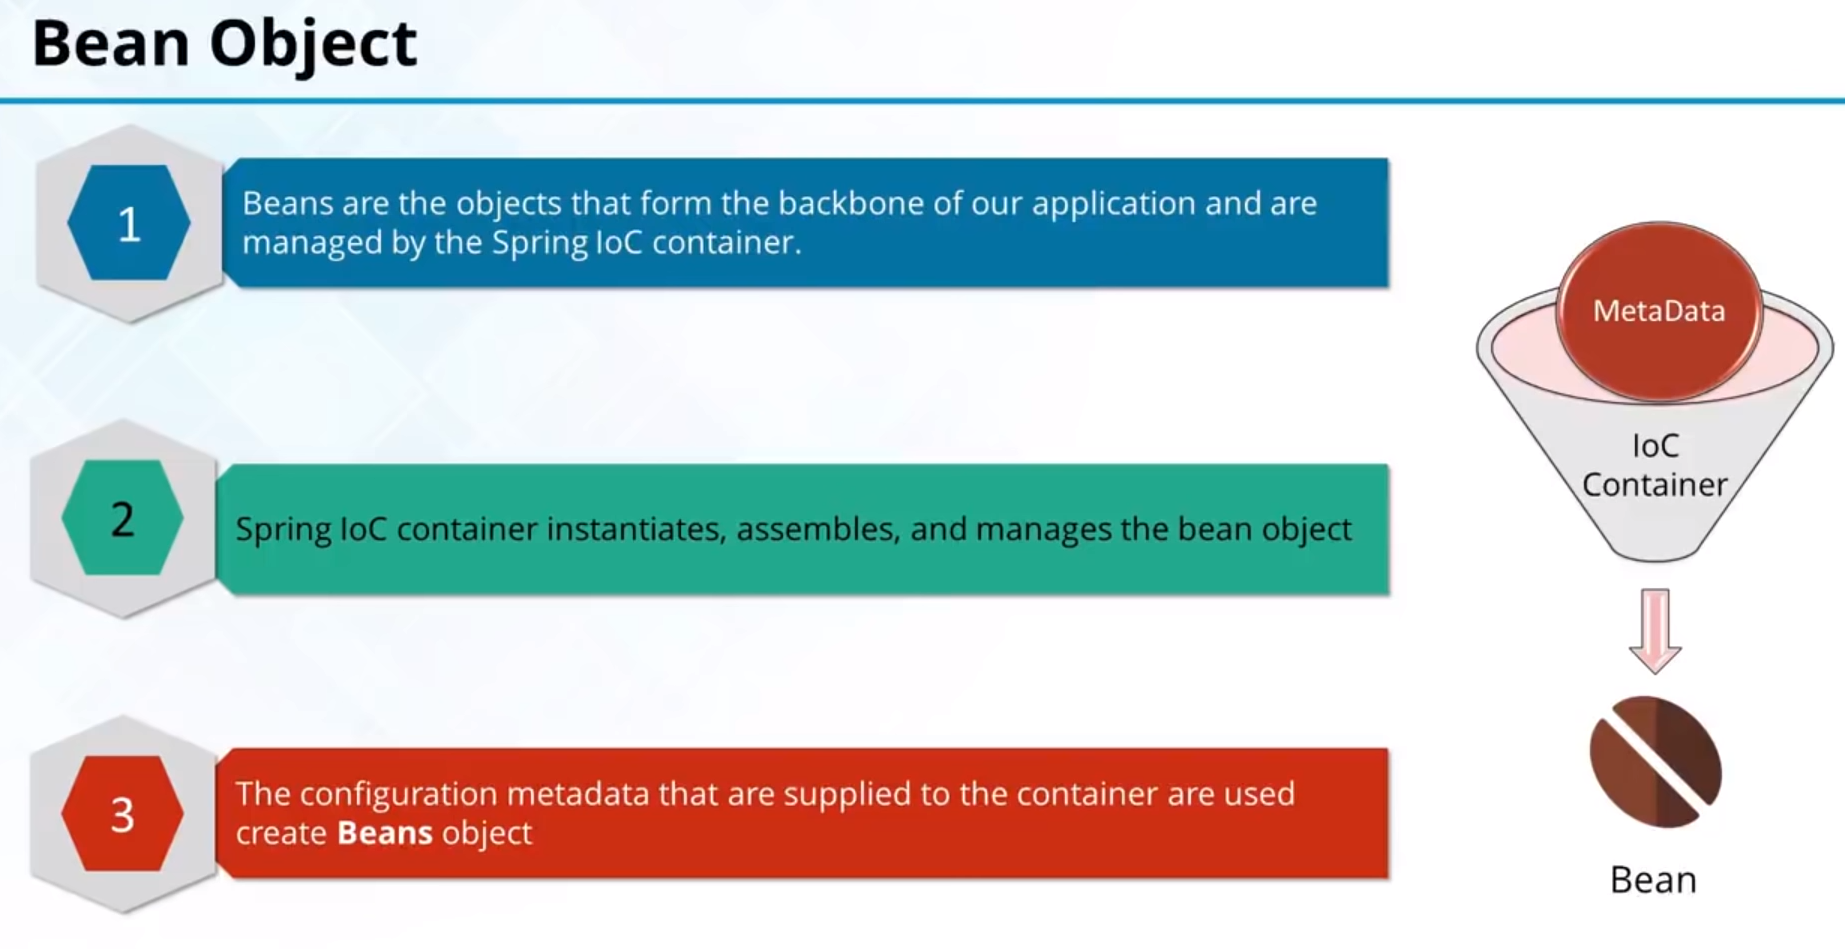 Bean Object
1
Beans are the objects that form the backbone of our application and are
managed by the Spring IoC container.
2
Spring IoC container instantiates, assembles, and manages the bean object
3
The configuration metadata that are supplied to the container are used
create Beans object
MetaData
IoC
Container
Bean